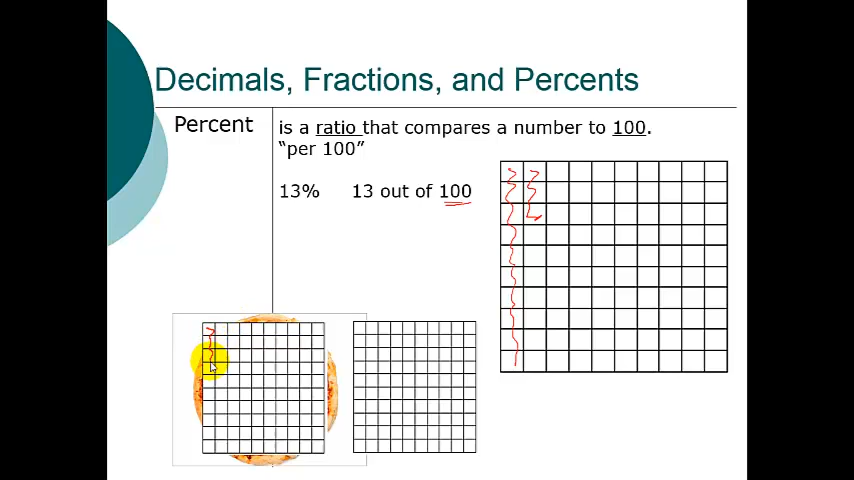 Decimals, Fractions, and Percents
Percent
is a ratio that compares a number to 100.
“per 100”
13% 13 out of 100